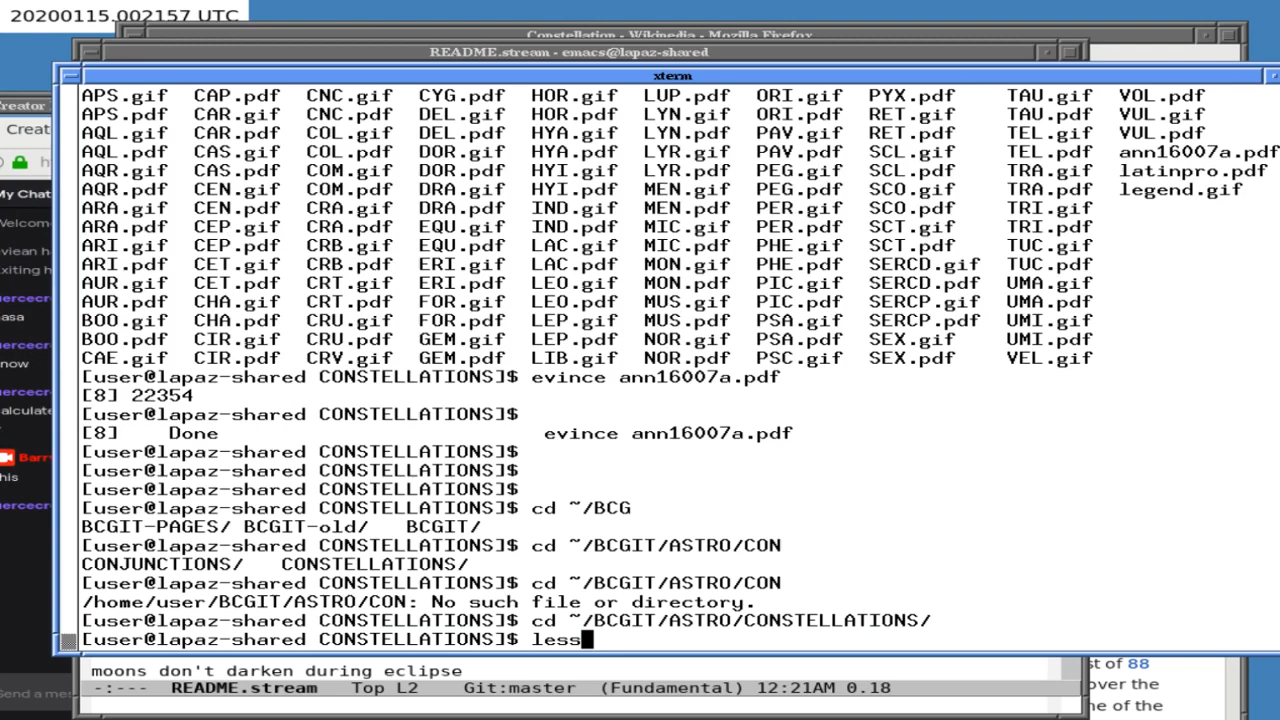 20200115.002157 UTC
Constellation - Wikipedia - Mozilla Firefox
README.stream - emacs@lapaz-shared
xterm
Creator
Creat
My Chat
Welcom
APS.gif CAP.pdf CNC.gif CYG.pdf HOR.gif LUP.pdf ORI.gif PYX.pdf TAU.gif VOL.pdf
APS.pdf CAR.gif CNC.pdf DEL.gif HOR.pdf LYN.gif ORI.pdf RET.gif TAU.pdf VUL.gif
AQL.gif CAR.pdf COL.gif DEL.pdf HYA.gif LYN.pdf PAV.gif RET.pdf TEL.gif VUL.pdf
AQL.pdf CAS.gif COL.pdf DOR.gif HYA.pdf LYR.gif PAV.pdf SCL.gif TEL.pdf ann16007a.pdf
AQR.gif CAS.pdf COM.gif DOR.pdf HYI.gif LYR.pdf PEG.gif SCL.pdf TRA.gif latinpro.pdf
AQR.pdf CEN.gif COM.pdf DRA.gif HYI.pdf MEN.gif PEG.pdf SCO.gif TRA.pdf legend.gif
ARA.gif CEN.pdf CRA.gif DRA.pdf IND.gif MEN.pdf PER.gif SCO.pdf TRI.gif
ARA.pdf CEP.gif CRA.pdf EQU.gif IND.pdf MIC.gif PER.pdf SCT.gif TRI.pdf
ARI.gif CEP.pdf CRB.gif EQU.pdf LAC.gif MIC.pdf PHE.gif SCT.pdf TUC.gif
ARI.pdf CET.gif CRB.pdf ERI.gif LAC.pdf MON.gif PHE.pdf SERCD.gif TUC.pdf
AUR.gif CET.pdf CRT.gif ERI.pdf LEO.gif MON.pdf PIC.gif SERCD.pdf UMA.gif
AUR.pdf CHA.gif CRT.pdf FOR.gif LEO.pdf MUS.gif PIC.pdf SERCP.gif UMA.pdf
BOO.gif CHA.pdf CRU.gif FOR.pdf LEP.gif MUS.pdf PSA.gif SERCP.pdf UMI.gif
BOO.pdf CIR.gif CRU.pdf GEM.gif LEP.pdf NOR.gif PSA.pdf SEX.gif UMI.pdf
CAE.gif CIR.pdf CRV.gif GEM.pdf LIB.gif NOR.pdf PSC.gif SEX.pdf VEL.gif
[user@lapaz-shared CONSTELLATIONS]$ evince ann16007a.pdf
[8] 22354
[user@lapaz-shared CONSTELLATIONS]$
[8] Done evince ann16007a.pdf
[user@lapaz-shared CONSTELLATIONS]$
[user@lapaz-shared CONSTELLATIONS]$
[user@lapaz-shared CONSTELLATIONS]$
[user@lapaz-shared CONSTELLATIONS]$ cd ~/BCG
BCGIT-PAGES/ BCGIT-old/ BCGIT/
[user@lapaz-shared CONSTELLATIONS]$ cd ~/BCGIT/ASTRO/CON
CONJUNCTIONS/ CONSTELLATIONS/
[user@lapaz-shared CONSTELLATIONS]$ cd ~/BCGIT/ASTRO/CON
/home/user/BCGIT/ASTRO/CON: No such file or directory.
[user@lapaz-shared CONSTELLATIONS]$ cd ~/BCGIT/ASTRO/CONSTELLATIONS/
[user@lapaz-shared CONSTELLATIONS]$ less
eviean ha
Exiting h
uercecr
asa
uercecr
now
uercecr
calculate
Barry
his
uercecr
Send a mes
moons don't darken during eclipse
-:--- README.stream Top L2 Git:master (Fundamental) 12:21AM 0.18
st of 88
over the
ne of the